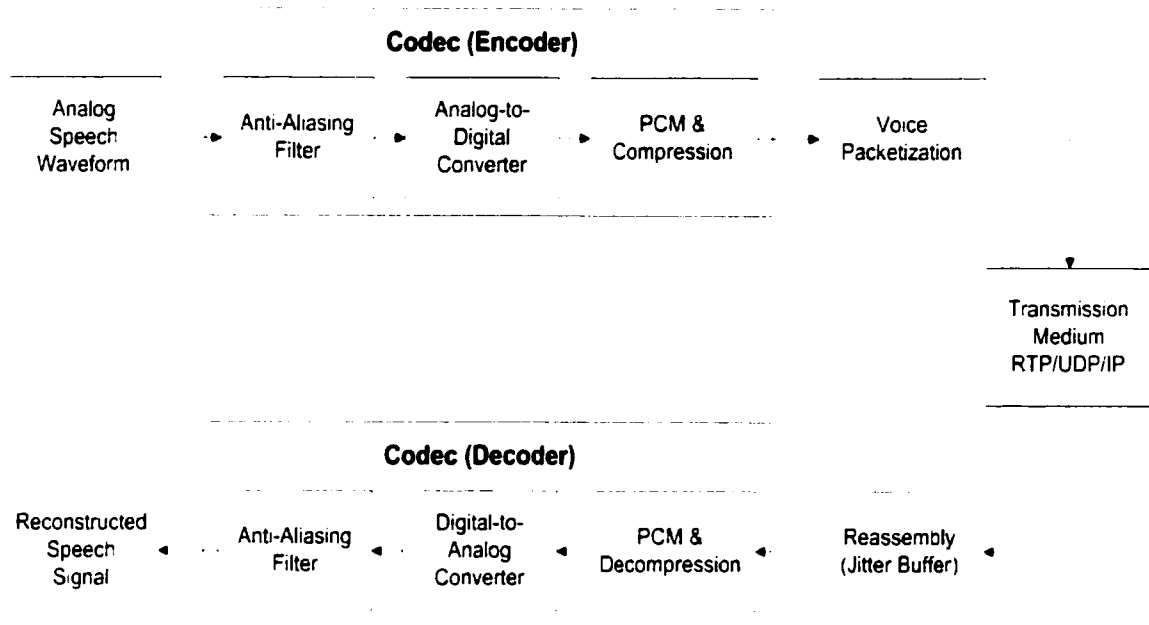 Codec (Encoder)
Analog
Speech
Waveform
Anti-Aliasing
Filter
Analog-to-
Digital
Converter
PCM &
Compression
Voice
Packetization
Transmission
Medium
RTP/UDP/IP
Codec (Decoder)
Reconstructed
Speech
Signal
Anti-Aliasing
Filter
Digital-to-
Analog
Converter
PCM &
Decompression
Reassembly
(Jitter Buffer)